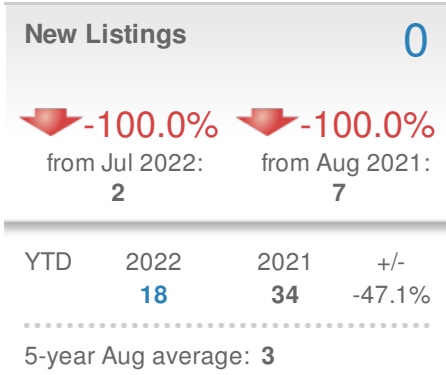 New Listings 0
-100.0% -100.0%
from Jul 2022: from Aug 2021:
2 7
YTD 2022 2021 +/-
18 34 -47.1%
5-year Aug average: 3